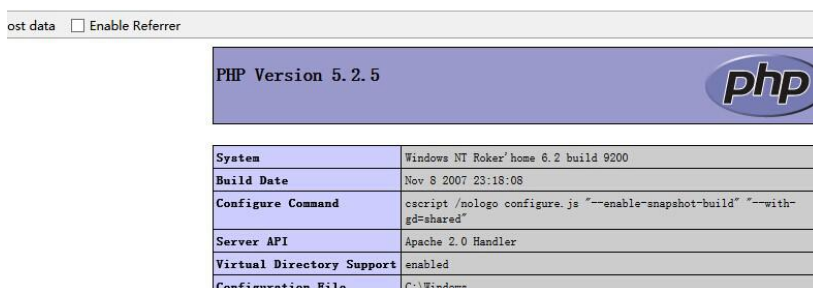 ost data Enable Referrer
PHP Version 5.2.5
php
System Windows NT Roker'home 6.2 build 9200
Build Date Nov 8 2007 23:18:08
Configure Command cscript /nologo configure.js "--enable-snapshot-build" "--with-
gd=shared"
Server API Apache 2.0 Handler
Virtual Directory Support enabled
Configuration File C:\Windows